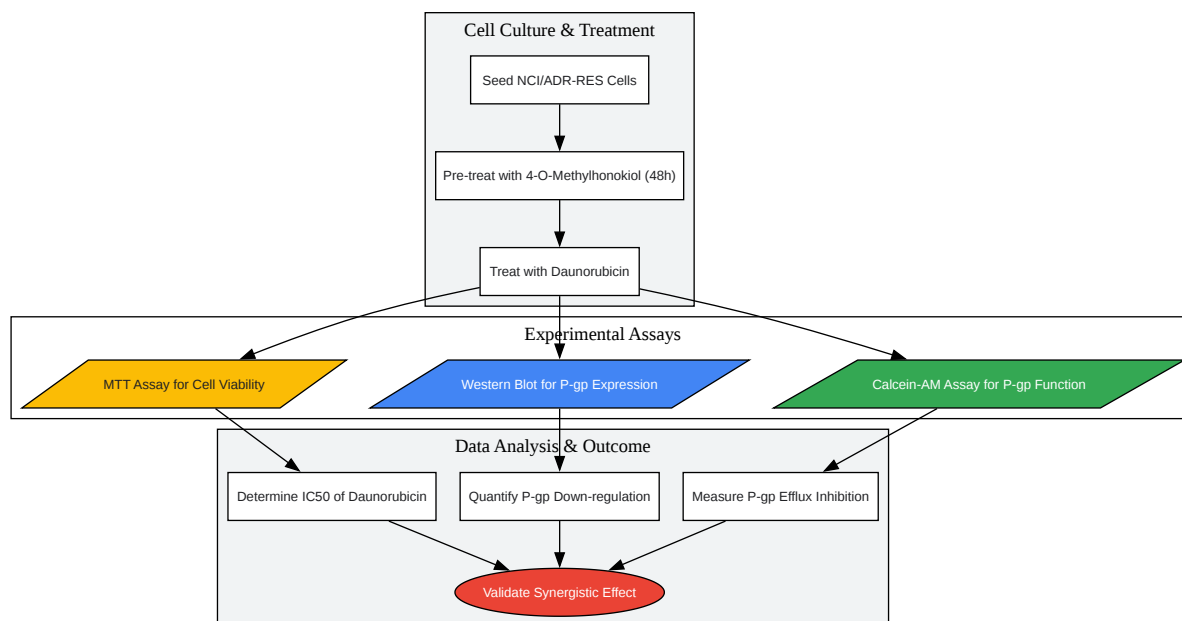 Cell Culture & Treatment
Seed NCI/ADR-RES Cells
Pre-treat with 4-O-Methylhonokiol (48h)
Treat with Daunorubicin
Experimental Assays
MTT Assay for Cell Viability
Western Blot for P-gp Expression
Calcein-AM Assay for P-gp Function
Data Analysis & Outcome
Determine IC50 of Daunorubicin
Quantify P-gp Down-regulation
Measure P-gp Efflux Inhibition
Validate Synergistic Effect